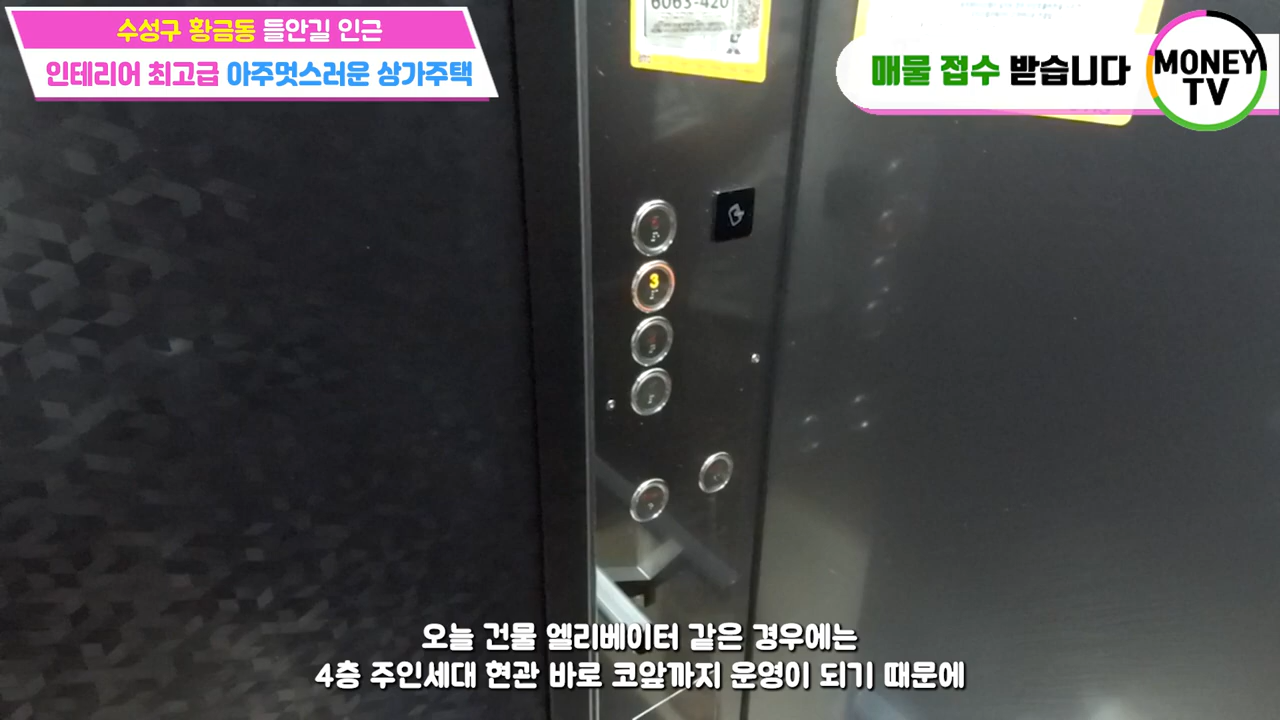 수성구 황금동 들안길 인근
인테리어 최고급 아주멋스러운 상가주택
매물 접수 받습니다
MONEY
TV
6063-420
3
오늘 건물 엘리베이터 같은 경우에는
4층 주인세대 현관 바로 코앞까지 운영이 되기 때문에